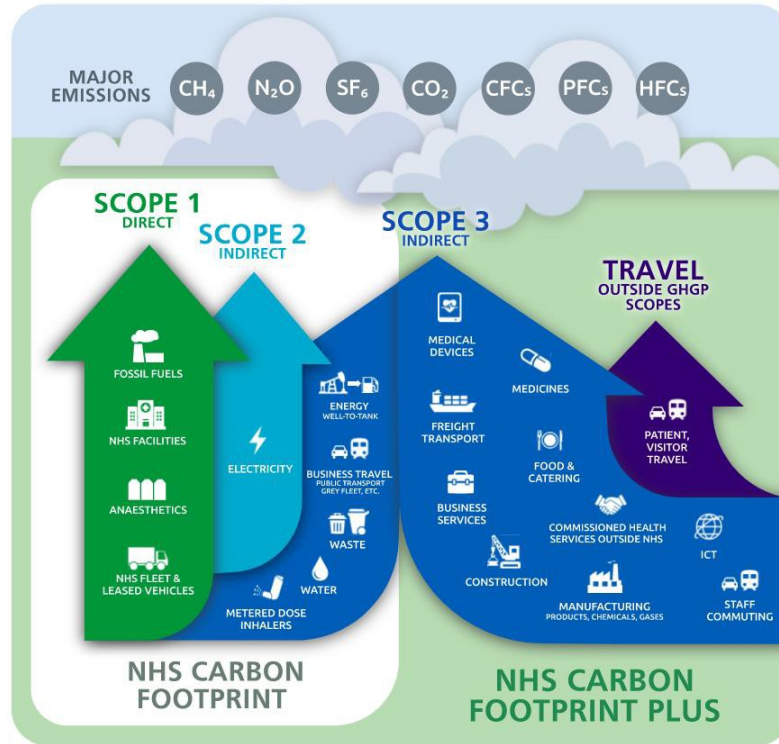 MAJOR
EMISSIONS
CH₄
N₂O
SF₆
CO₂
CFCs
PFCs
HFCs
SCOPE 1
DIRECT
SCOPE 2
INDIRECT
SCOPE 3
INDIRECT
TRAVEL
OUTSIDE GHGP
SCOPES
FOSSIL FUELS
NHS FACILITIES
ANAESTHETICS
NHS FLEET &
LEASED VEHICLES
ELECTRICITY
ENERGY
WELL-TO-TANK
BUSINESS TRAVEL
PUBLIC TRANSPORT
GREY FLEET, ETC.
WASTE
WATER
METERED DOSE
INHALERS
MEDICAL
DEVICES
MEDICINES
FREIGHT
TRANSPORT
FOOD &
CATERING
BUSINESS
SERVICES
COMMISSIONED HEALTH
SERVICES OUTSIDE NHS
CONSTRUCTION
MANUFACTURING
PRODUCTS, CHEMICALS, GASES
PATIENT,
VISITOR
TRAVEL
ICT
STAFF
COMMUTING
NHS CARBON
FOOTPRINT
NHS CARBON
FOOTPRINT PLUS